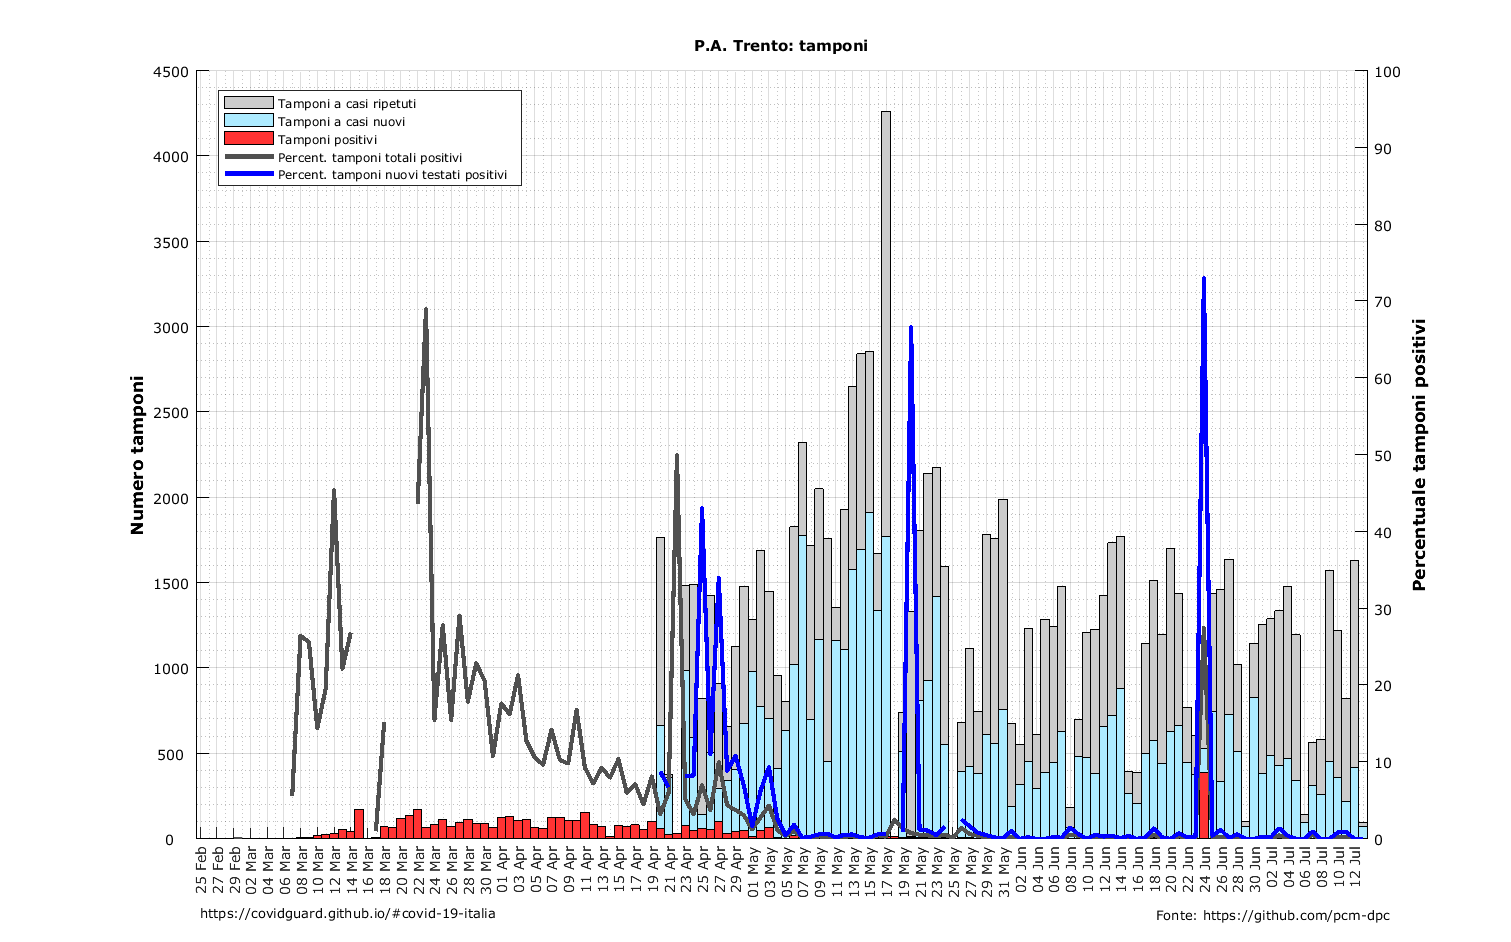 P.A. Trento: tamponi
4500
4000
3500
3000
2500
2000
1500
1000
500
0
Numero tamponi
Tamponi a casi ripetuti
Tamponi a casi nuovi
Tamponi positivi
Percent. tamponi totali positivi
Percent. tamponi nuovi testati positivi
100
90
80
70
60
50
40
30
20
10
0
Percentuale tamponi positivi
25 Feb
27 Feb
29 Feb
02 Mar
04 Mar
06 Mar
08 Mar
10 Mar
12 Mar
14 Mar
16 Mar
18 Mar
20 Mar
22 Mar
24 Mar
26 Mar
28 Mar
30 Mar
01 Apr
03 Apr
05 Apr
07 Apr
09 Apr
11 Apr
13 Apr
15 Apr
17 Apr
19 Apr
21 Apr
23 Apr
25 Apr
27 Apr
29 Apr
01 May
03 May
05 May
07 May
09 May
11 May
13 May
15 May
17 May
19 May
21 May
23 May
25 May
27 May
29 May
31 May
02 Jun
04 Jun
06 Jun
08 Jun
10 Jun
12 Jun
14 Jun
16 Jun
18 Jun
20 Jun
22 Jun
24 Jun
26 Jun
28 Jun
30 Jun
02 Jul
04 Jul
06 Jul
08 Jul
10 Jul
12 Jul
https://covidguard.github.io/#covid-19-italia
Fonte: https://github.com/pcm-dpc